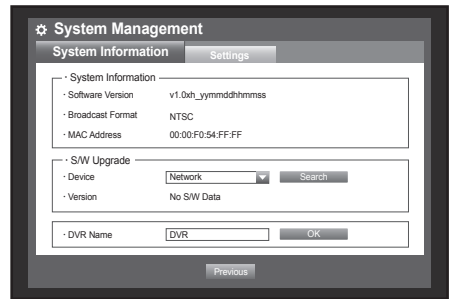 System Management
System Information Settings
· System Information
· Software Version v1.0xh_yymmddhhmmss
· Broadcast Format NTSC
· MAC Address 00:00:F0:54:FF:FF
· S/W Upgrade
· Device Network Search
· Version No S/W Data
· DVR Name DVR OK
Previous